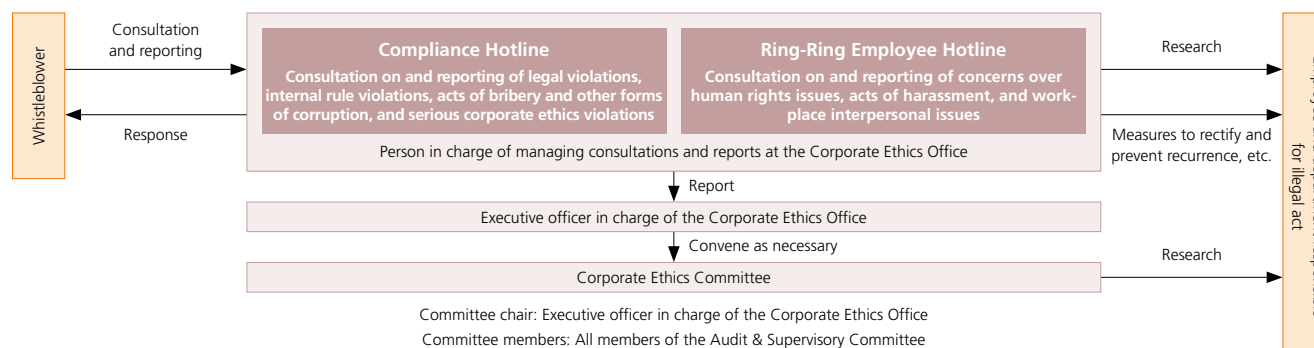 Whistleblower
Consultation
and reporting
Response
Compliance Hotline
Consultation on and reporting of legal violations,
internal rule violations, acts of bribery and other forms
of corruption, and serious corporate ethics violations
Ring-Ring Employee Hotline
Consultation on and reporting of concerns over
human rights issues, acts of harassment, and work-
place interpersonal issues
Person in charge of managing consultations and reports at the Corporate Ethics Office
Research
Measures to rectify and
prevent recurrence, etc.
Report
Executive officer in charge of the Corporate Ethics Office
Convene as necessary
Corporate Ethics Committee
Research
Committee chair: Executive officer in charge of the Corporate Ethics Office
Committee members: All members of the Audit & Supervisory Committee
for illegal act